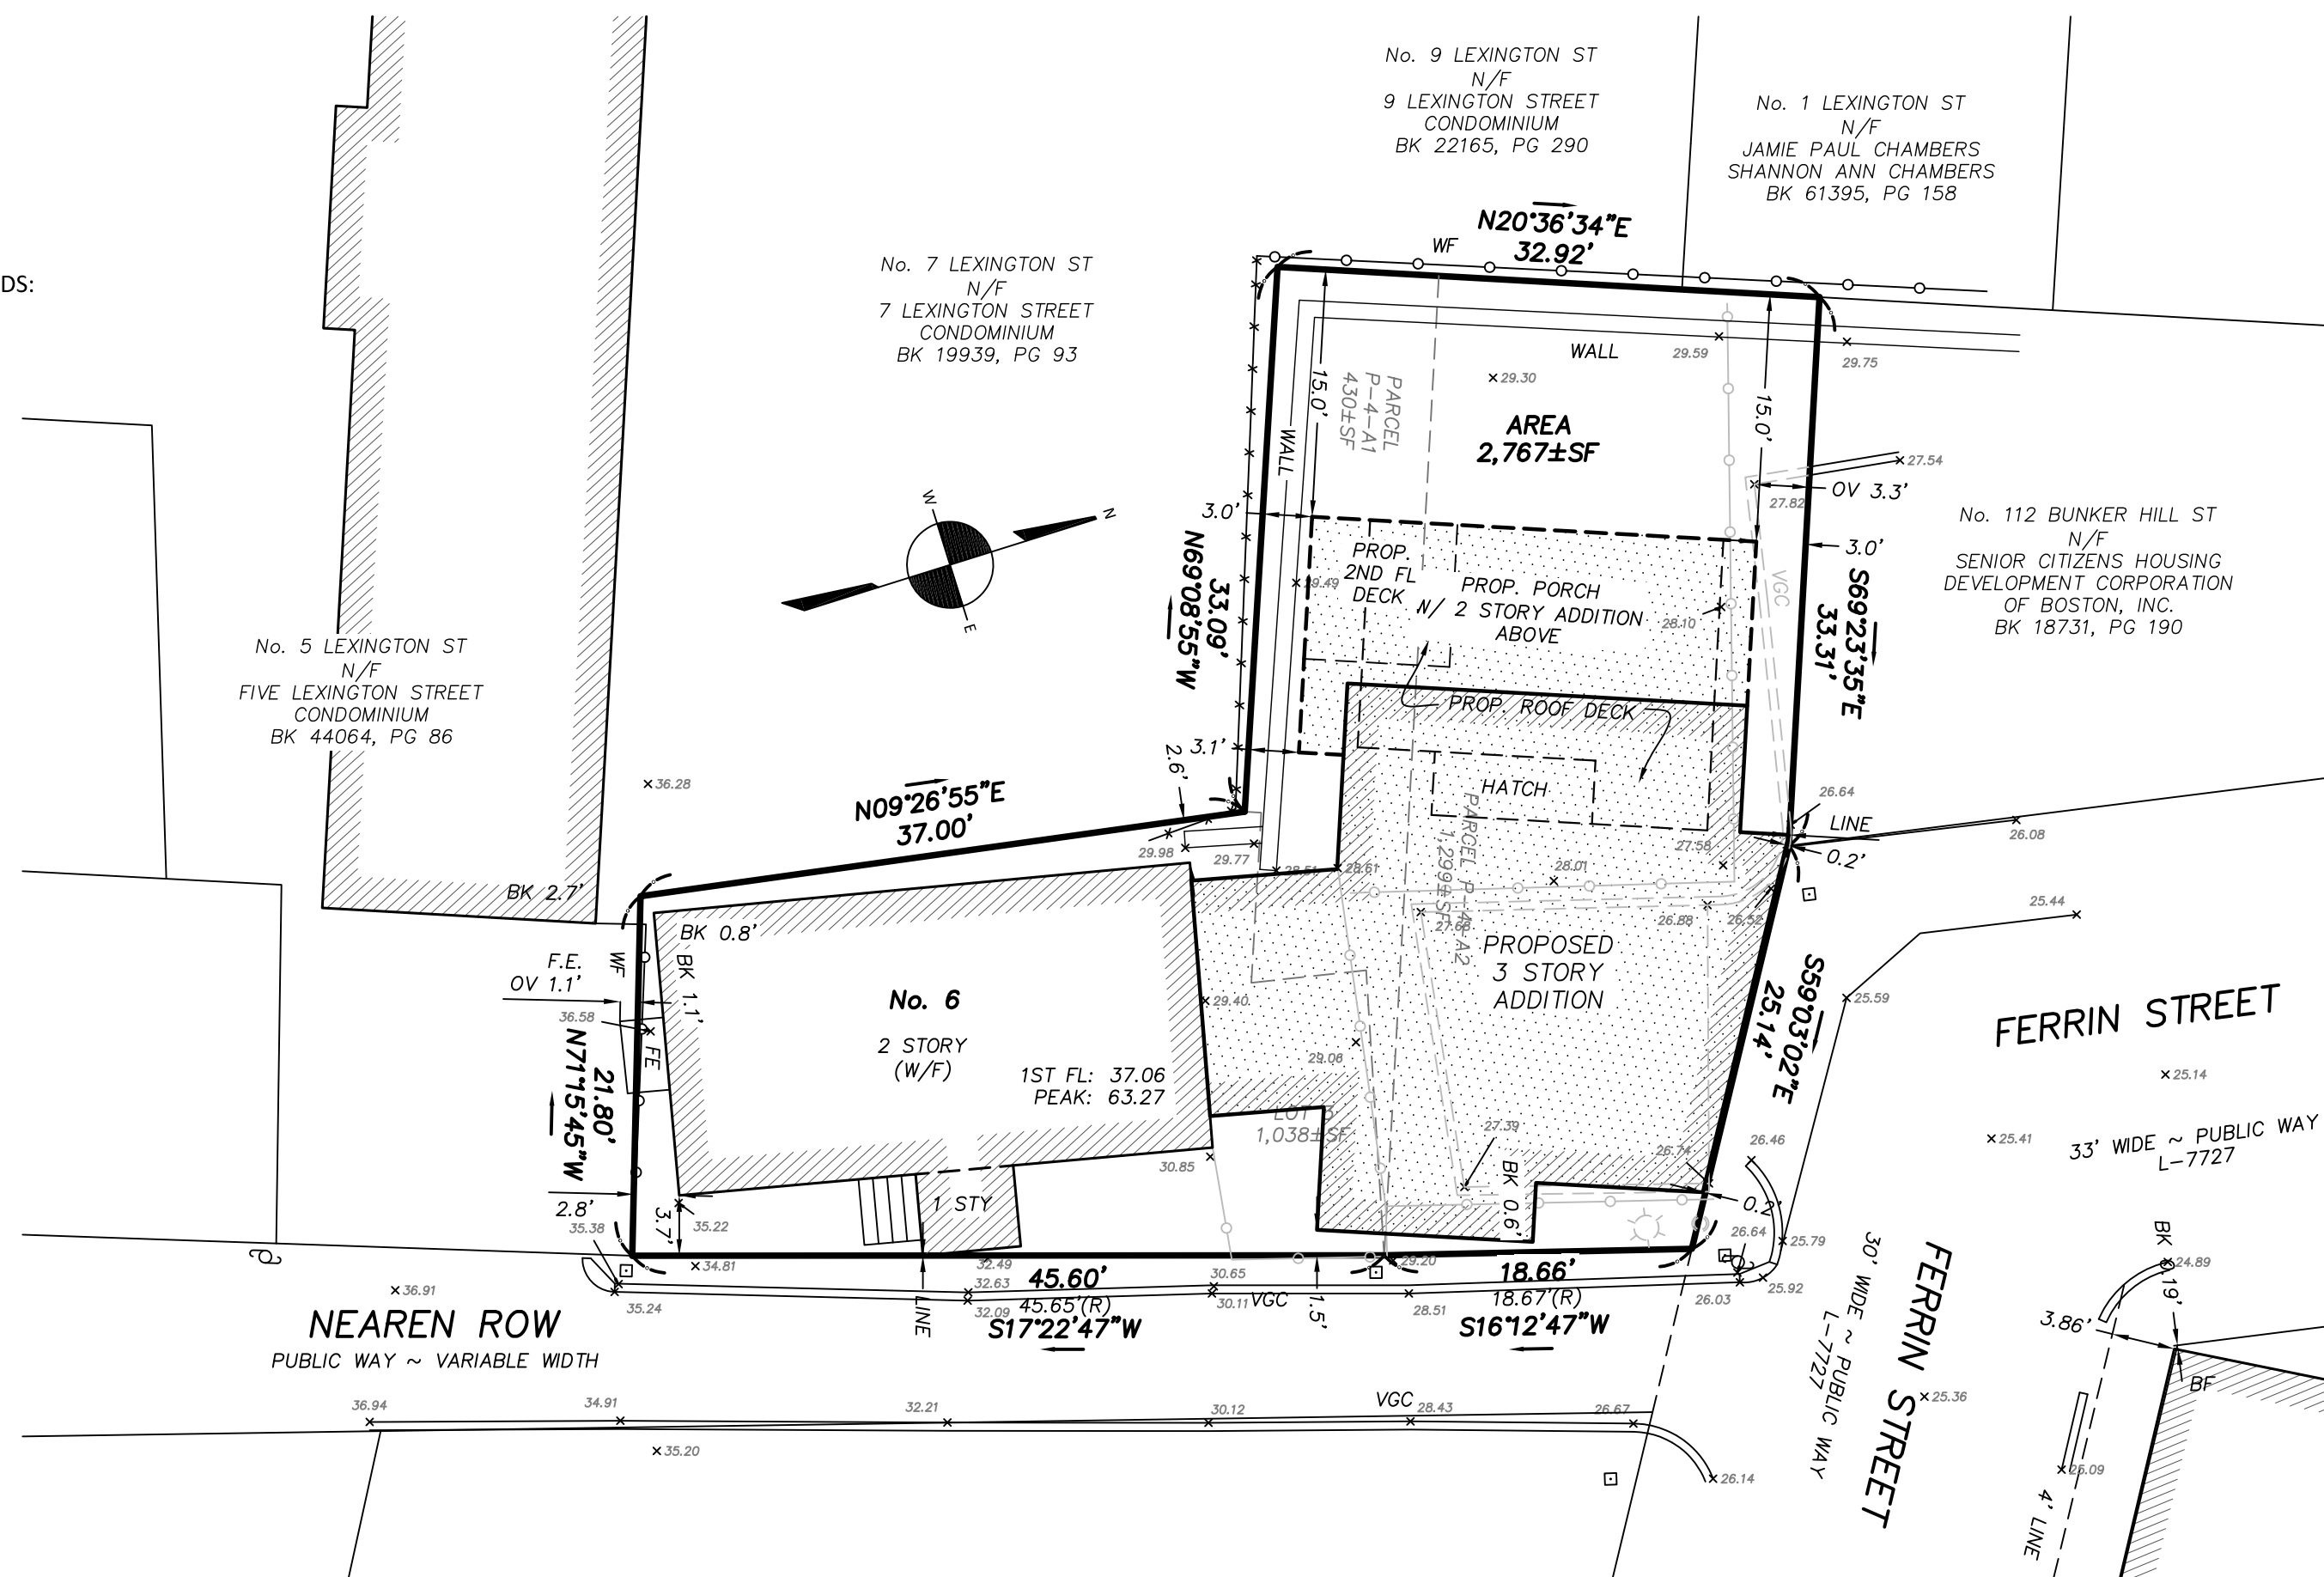 No. 9 LEXINGTON ST
N/F
9 LEXINGTON STREET
CONDOMINIUM
BK 22165, PG 290
No. 1 LEXINGTON ST
N/F
JAMIE PAUL CHAMBERS
SHANNON ANN CHAMBERS
BK 61395, PG 158
DS:
No. 7 LEXINGTON ST
N/F
7 LEXINGTON STREET
CONDOMINIUM
BK 19939, PG 93
N20°36'34"E
32.92'
WF
WALL
29.59
29.75
29.30
15.0'
PARCEL
P-4-A1
430±SF
AREA
2,767±SF
15.0'
WALL
27.54
OV 3.3'
27.82
3.0'
3.0'
W
N
E
N69°08'55"W
33.09'
29.49
PROP.
2ND FL
DECK
PROP. PORCH
W/ 2 STORY ADDITION
ABOVE
28.10
VGC
S69°23'35"E
33.31'
No. 112 BUNKER HILL ST
N/F
SENIOR CITIZENS HOUSING
DEVELOPMENT CORPORATION
OF BOSTON, INC.
BK 18731, PG 190
No. 5 LEXINGTON ST
N/F
FIVE LEXINGTON STREET
CONDOMINIUM
BK 44064, PG 86
PROP. ROOF DECK
3.1'
2.6'
36.28
N09°26'55"E
37.00'
HATCH
26.64
LINE
26.08
0.2'
29.98
29.77
28.51
28.61
28.01
27.58
PARCEL P-4-A2
1,299±SF
BK 2.7'
BK 0.8'
BK 1.1'
27.68
26.88
26.52
25.44
F.E.
OV 1.1'
WF
36.58
FE
No. 6
2 STORY
(W/F)
1ST FL: 37.06
PEAK: 63.27
29.40
29.06
PROPOSED
3 STORY
ADDITION
S59°03'02"E
25.14'
25.59
FERRIN STREET
25.14
25.41
33' WIDE ~ PUBLIC WAY
L-7727
N71°15'45"W
21.80'
LOT 3
1,038±SF
27.39
26.74
26.46
30.85
BK 0.6'
0.2'
2.8'
3.7'
35.38
35.22
1 STY
26.64
25.79
34.81
32.49
32.63
45.60'
30.65
29.20
18.66'
25.92
36.91
35.24
32.09
45.65'(R)
30.11
VGC
1.5'
28.51
18.67'(R)
26.03
LINE
S17°22'47"W
S16°12'47"W
NEAREN ROW
PUBLIC WAY ~ VARIABLE WIDTH
30' WIDE ~ PUBLIC WAY
L-7727
FERRIN STREET
24.89
3.86'
BF
25.36
36.94
34.91
32.21
30.12
VGC
28.43
26.67
35.20
26.14
25.09
4' LINE